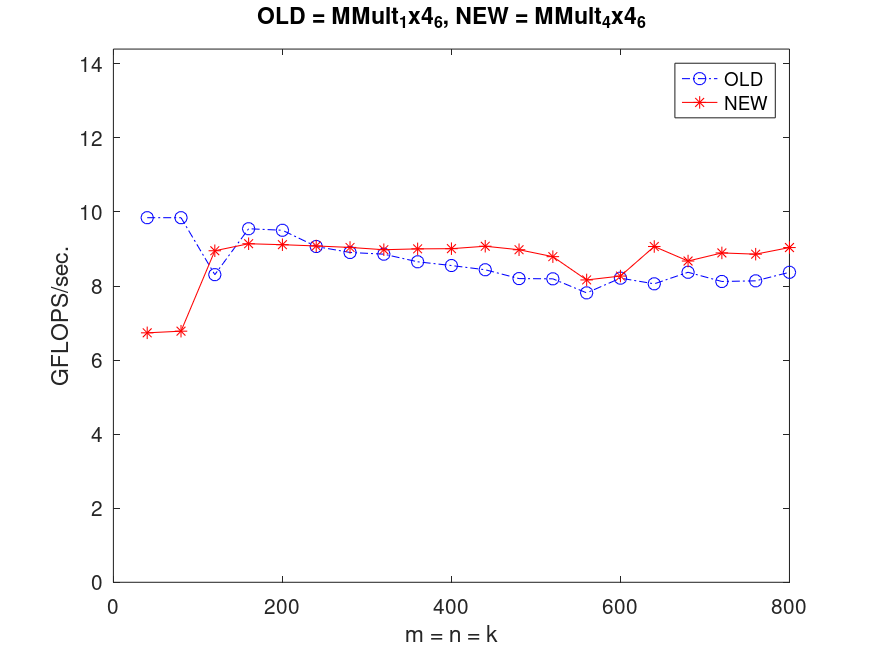 OLD = MMult₁x4₆, NEW = MMult₄x4₆
14
12
10
8
6
4
2
0
GFLOPS/sec.
OLD
NEW
0 200 400 600 800
m = n = k